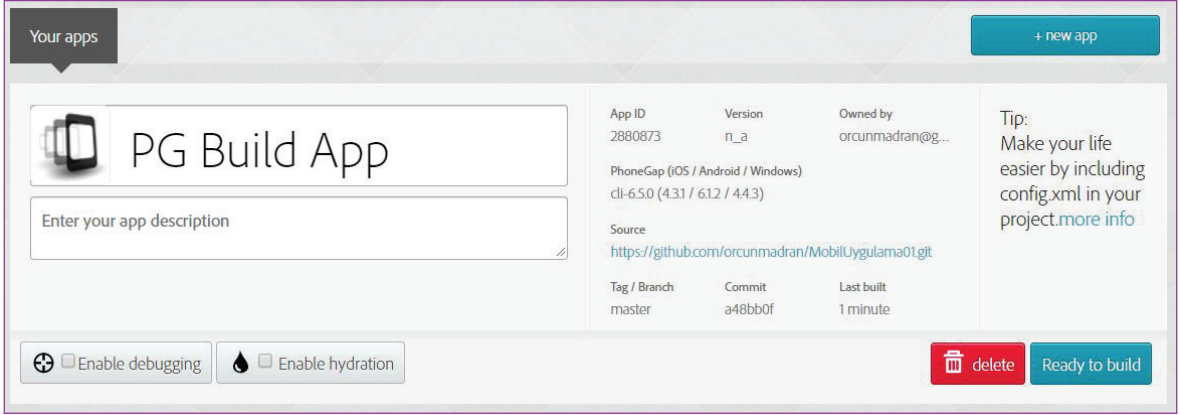 Your apps
+ new app
PG Build App
Enter your app description
App ID
Version
Owned by
2880873
n_a
orcunmadran@g...
PhoneGap (iOS / Android / Windows)
cli-6.5.0 (4.3.1 / 6.1.2 / 4.4.3)
Source
https://github.com/orcunmadran/MobilUygulama01.git
Tag / Branch
Commit
Last built
master
a48bb0f
1 minute
Tip:
Make your life
easier by including
config.xml in your
project.more info
Enable debugging
Enable hydration
delete
Ready to build